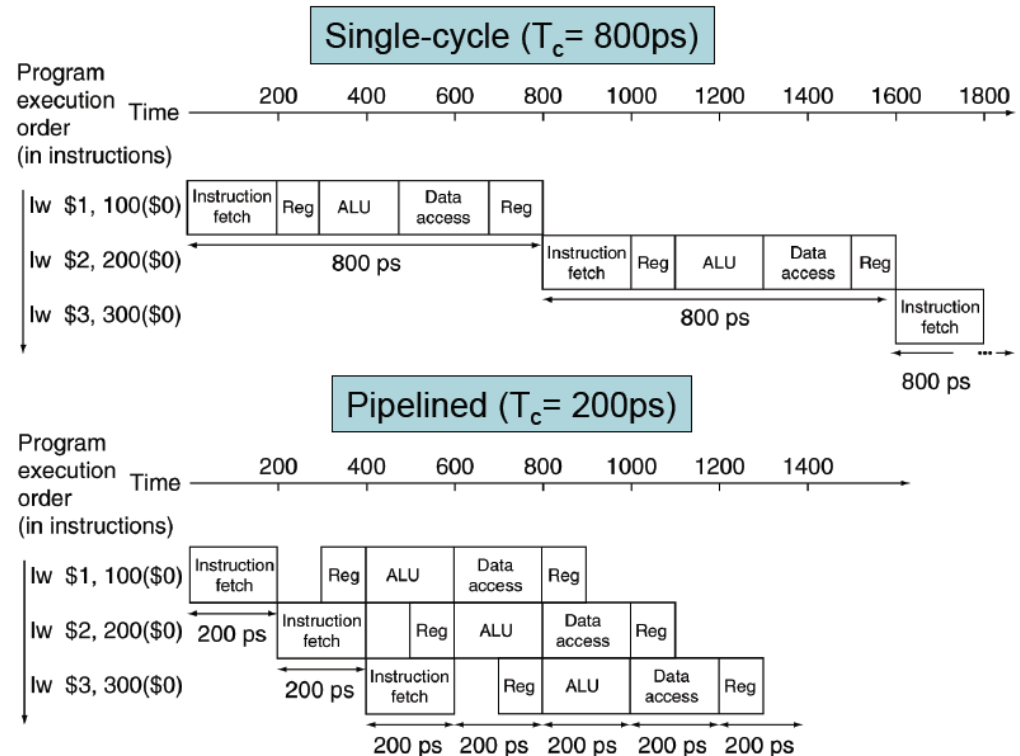 Single-cycle (Tc= 800ps)
Program
execution
order
(in instructions)
Time
200 400 600 800 1000 1200 1400 1600 1800
lw $1, 100($0)
Instruction
fetch
Reg
ALU
Data
access
Reg
800 ps
lw $2, 200($0)
Instruction
fetch
Reg
ALU
Data
access
Reg
800 ps
lw $3, 300($0)
Instruction
fetch
...
800 ps
Pipelined (Tc= 200ps)
Program
execution
order
(in instructions)
Time
200 400 600 800 1000 1200 1400
lw $1, 100($0)
Instruction
fetch
Reg
ALU
Data
access
Reg
200 ps
lw $2, 200($0)
Instruction
fetch
Reg
ALU
Data
access
Reg
200 ps
lw $3, 300($0)
Instruction
fetch
Reg
ALU
Data
access
Reg
200 ps 200 ps 200 ps 200 ps 200 ps